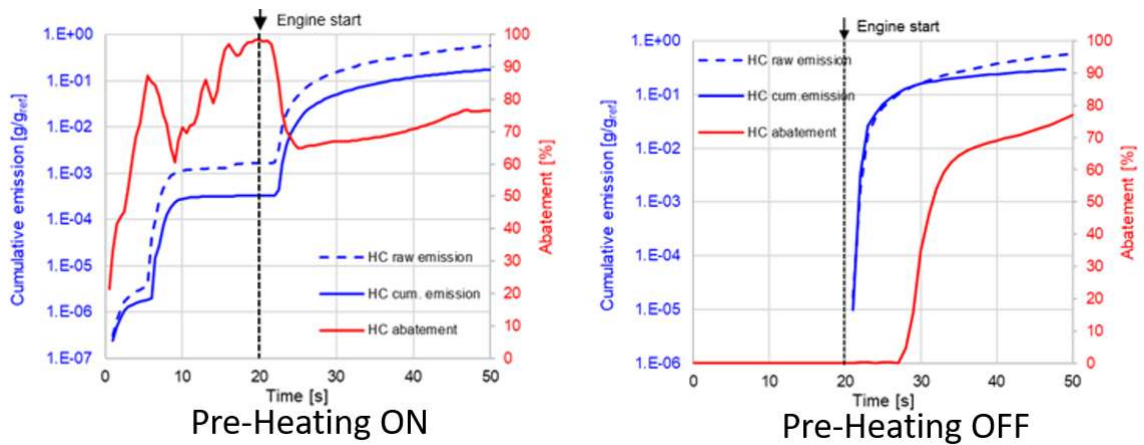 Engine start
Cumulative emission [g/gref]
1.E+00
1.E-01
1.E-02
1.E-03
1.E-04
1.E-05
1.E-06
1.E-07
HC raw emission
HC cum. emission
HC abatement
100
90
80
70
60
50
40
30
20
10
0
Abatement [%]
0 10 20 30 40 50
Time [s]
Pre-Heating ON
Engine start
Cumulative emission [g/gref]
1.E+00
1.E-01
1.E-02
1.E-03
1.E-04
1.E-05
1.E-06
HC raw emission
HC cum.emission
HC abatement
100
90
80
70
60
50
40
30
20
10
0
Abatement [%]
0 10 20 30 40 50
Time [s]
Pre-Heating OFF